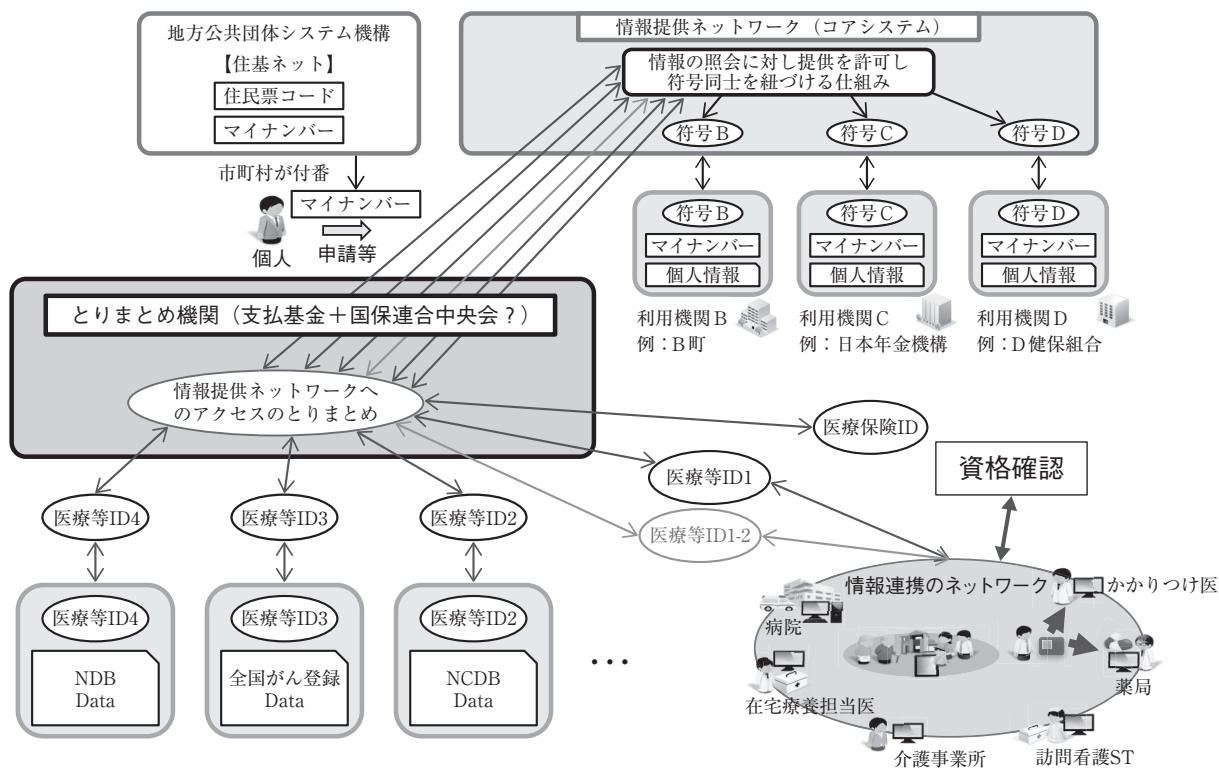 地方公共団体システム機構
【住基ネット】
住民票コード
マイナンバー
市町村が付番
マイナンバー
個人
申請等
情報提供ネットワーク（コアシステム）
情報の照会に対し提供を許可し
符号同士を紐づける仕組み
符号B
符号C
符号D
符号B
マイナンバー
個人情報
符号C
マイナンバー
個人情報
符号D
マイナンバー
個人情報
利用機関B
例：B町
利用機関C
例：日本年金機構
利用機関D
例：D健保組合
とりまとめ機関（支払基金＋国保連合中央会？）
情報提供ネットワークへ
のアクセスのとりまとめ
医療保険ID
医療等ID1
医療等ID1-2
資格確認
医療等ID4
医療等ID3
医療等ID2
医療等ID4
NDB
Data
医療等ID3
全国がん登録
Data
医療等ID2
NCDB
Data
…
情報連携のネットワーク
かかりつけ医
病院
薬局
在宅療養担当医
介護事業所
訪問看護ST